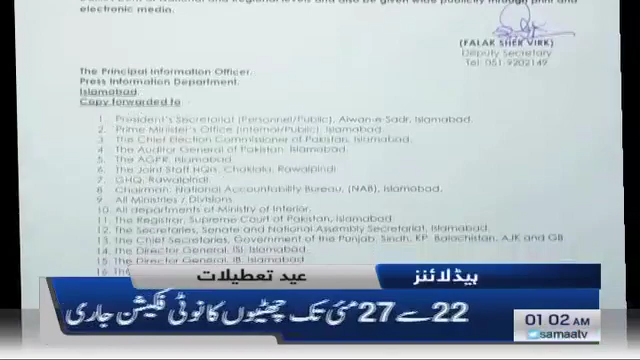 electronic media.
(FALAK SHER VIRK)
Deputy Secretary
Tel: 051-9202149
The Principal Information Officer,
Press Information Department,
Islamabad.
Copy forwarded to
1. President's Secretariat (Personnel/Public), Aiwan-e-Sadr, Islamabad.
2. Prime Minister's Office (Internal/Public), Islamabad.
3. The Chief Election Commissioner of Pakistan, Islamabad.
4. The Auditor General of Pakistan, Islamabad.
5. The AGPR, Islamabad.
6. The Joint Staff HQrs, Chaklala, Rawalpindi
7. GHQ, Rawalpindi.
8. Chairman, National Accountability Bureau, (NAB), Islamabad.
9. All Ministries / Divisions
10. All departments of Ministry of Interior.
11. The Registrar, Supreme Court of Pakistan, Islamabad
12. The Secretaries, Senate and National Assembly Secretariat, Islamabad
13. The Chief Secretaries, Government of the Punjab, Sindh, KP, Balochistan, AJK and GB
14. The Director General, ISI, Islamabad
15. The Director General, IB, Islamabad
16
ہیڈلائنز
عید تعطیلات
22 سے 27 مئی تک چھٹیوں کا نوٹی فکیشن جاری
01:02 AM
samaatv